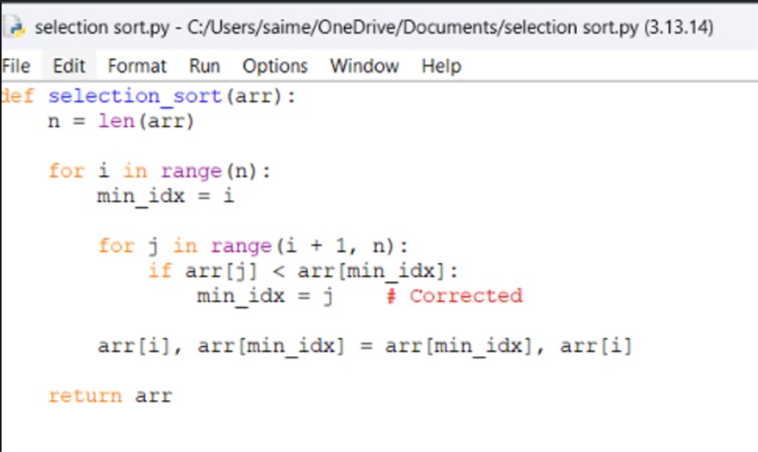 selection sort.py - C:/Users/saime/OneDrive/Documents/selection sort.py (3.13.14)
File Edit Format Run Options Window Help
def selection_sort(arr):
    n = len(arr)
    for i in range(n):
        min_idx = i
        for j in range(i + 1, n):
            if arr[j] < arr[min_idx]:
                min_idx = j    # Corrected
        arr[i], arr[min_idx] = arr[min_idx], arr[i]
    return arr